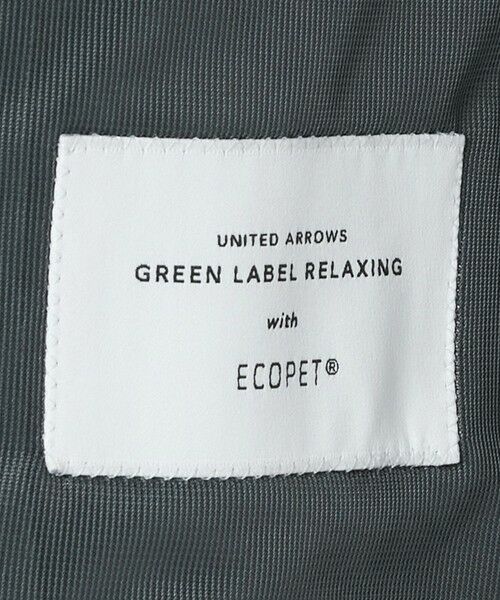 UNITED ARROWS
GREEN LABEL RELAXING
with
ECOPET®